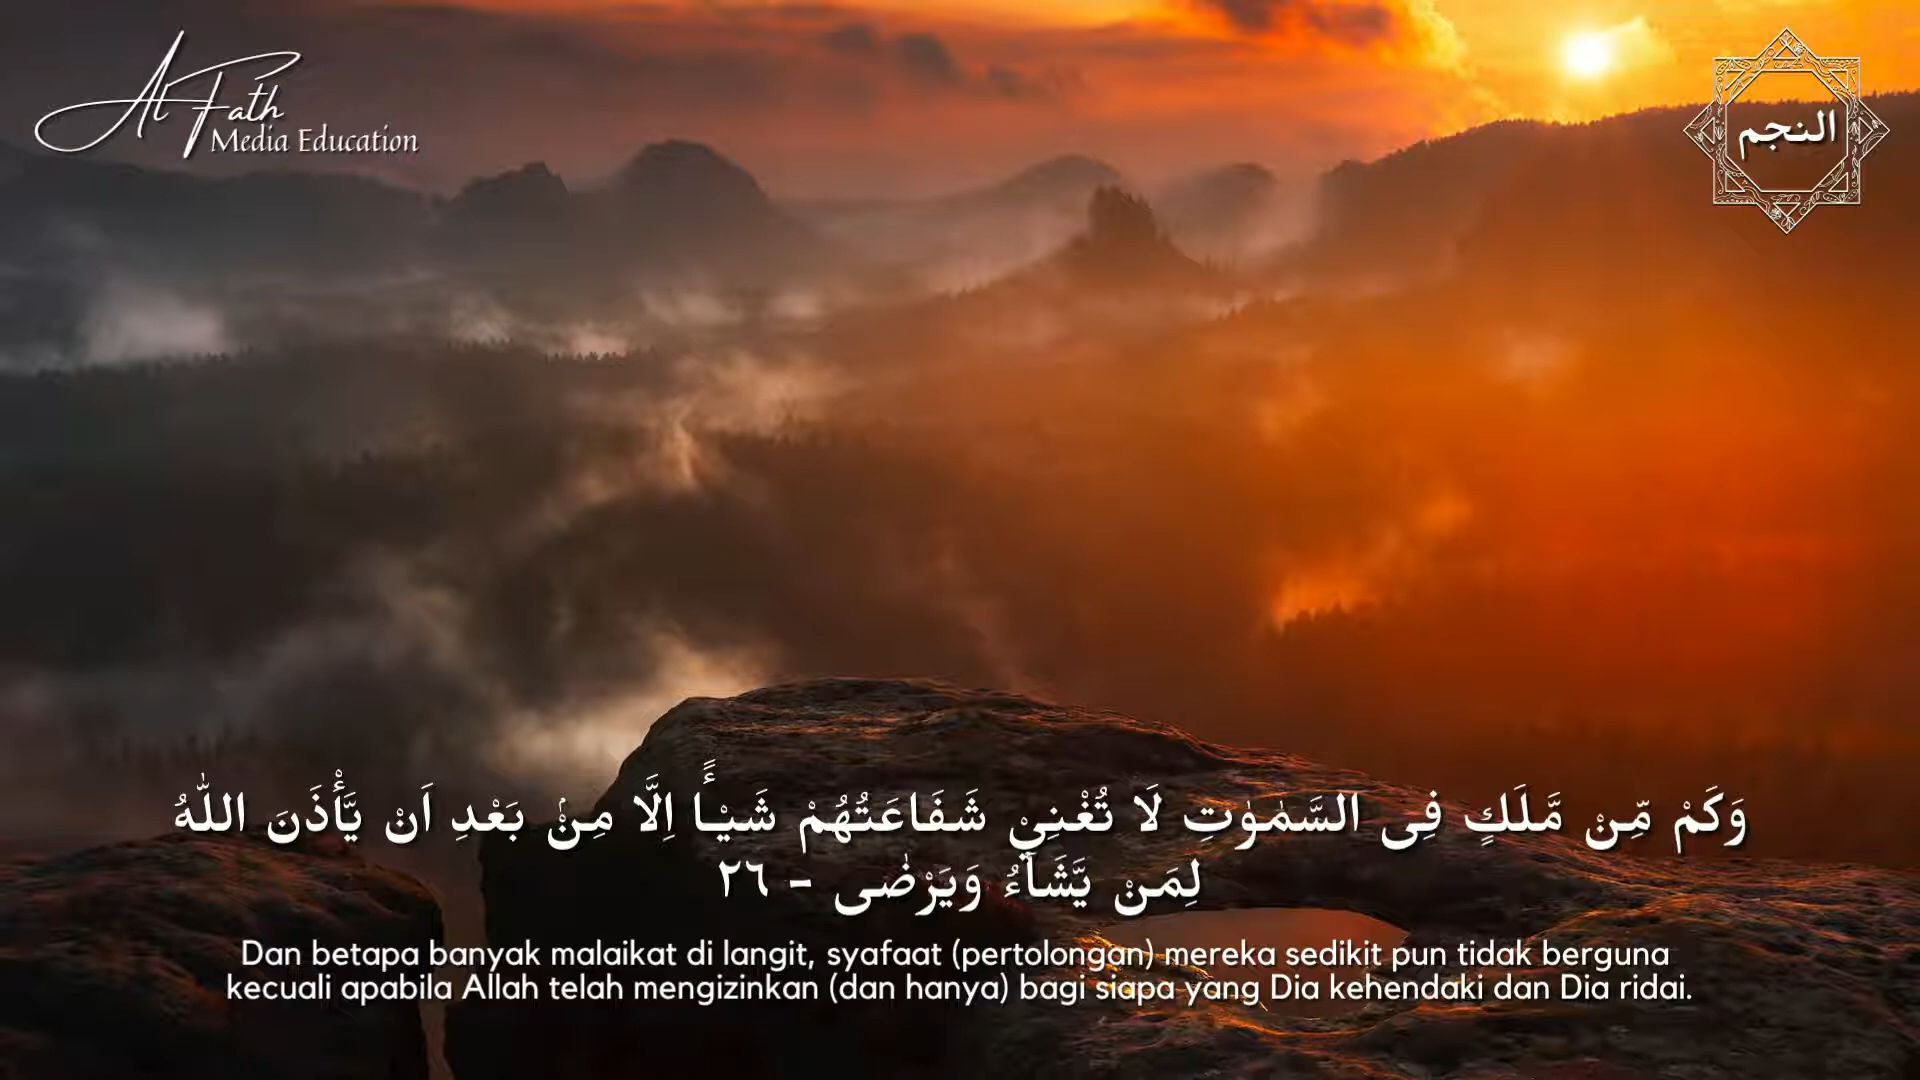 Al Fath
Media Education
النجم
وَكَمْ مِّنْ مَّلَكٍ فِى السَّمٰوٰتِ لَا تُغْنِيْ شَفَاعَتُهُمْ شَيْـًٔا اِلَّا مِنْۢ بَعْدِ اَنْ يَّأْذَنَ اللّٰهُ
لِمَنْ يَّشَاۤءُ وَيَرْضٰى - ٢٦
Dan betapa banyak malaikat di langit, syafaat (pertolongan) mereka sedikit pun tidak berguna
kecuali apabila Allah telah mengizinkan (dan hanya) bagi siapa yang Dia kehendaki dan Dia ridai.